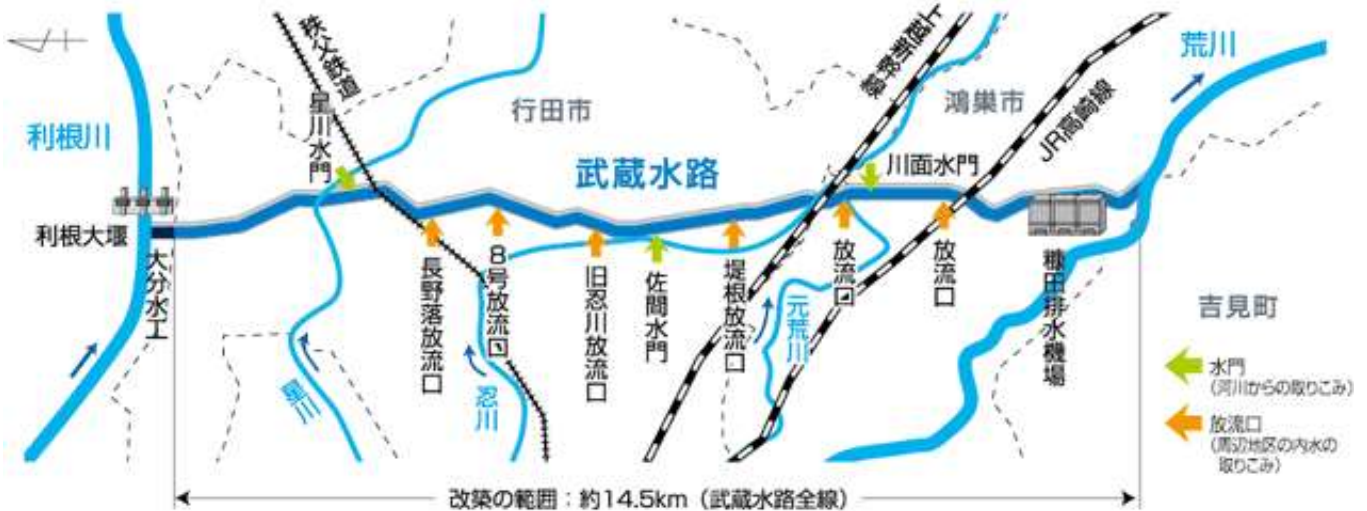 秩父鉄道
上越新幹線
荒川
星川水門
行田市
鴻巣市
JR高崎線
利根川
武蔵水路
川面水門
利根大堰
大分水工
長野落放流口
8号放流口
旧忍川放流口
佐間水門
堤根放流口
放流口
放流口
糠田排水機場
元荒川
吉見町
星川
忍川
水門
(河川からの取りこみ)
放流口
(周辺地区の内水の
取りこみ)
改築の範囲：約14.5km（武蔵水路全線）